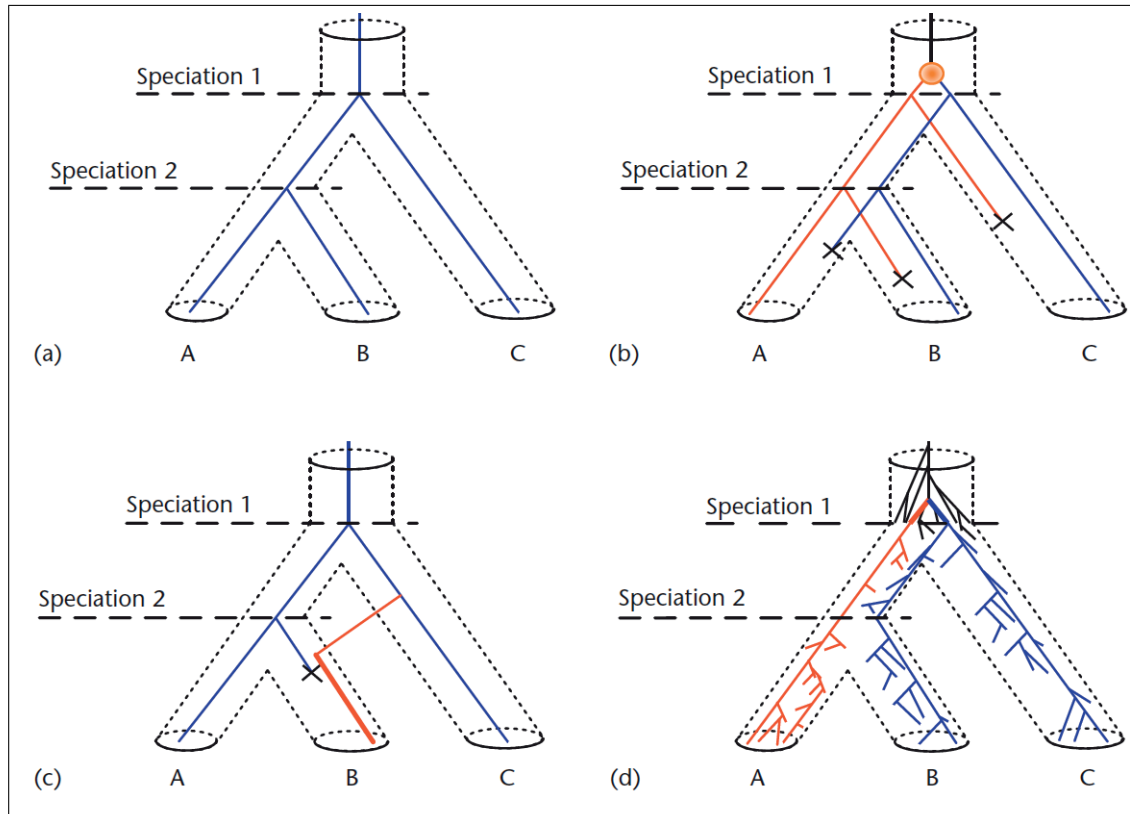 Speciation 1
Speciation 2
(a) A B C
Speciation 1
Speciation 2
(b) A B C
Speciation 1
Speciation 2
(c) A B C
Speciation 1
Speciation 2
(d) A B C